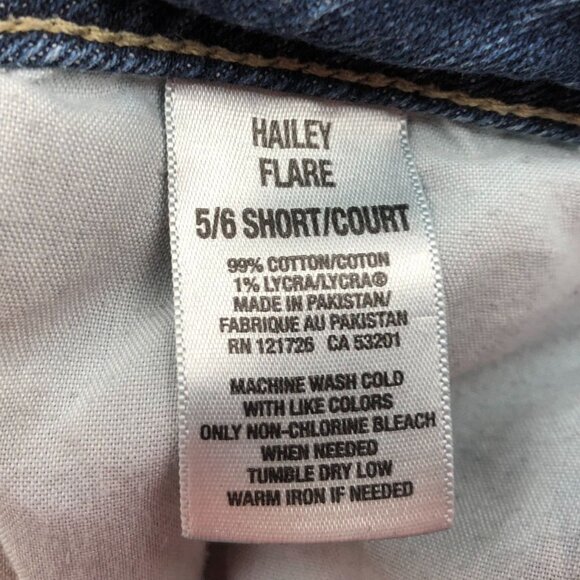 HAILEY
FLARE
5/6 SHORT/COURT
99% COTTON/COTON
1% LYCRA/LYCRA®
MADE IN PAKISTAN/
FABRIQUE AU PAKISTAN
RN 121726 CA 53201
MACHINE WASH COLD
WITH LIKE COLORS
ONLY NON-CHLORINE BLEACH
WHEN NEEDED
TUMBLE DRY LOW
WARM IRON IF NEEDED